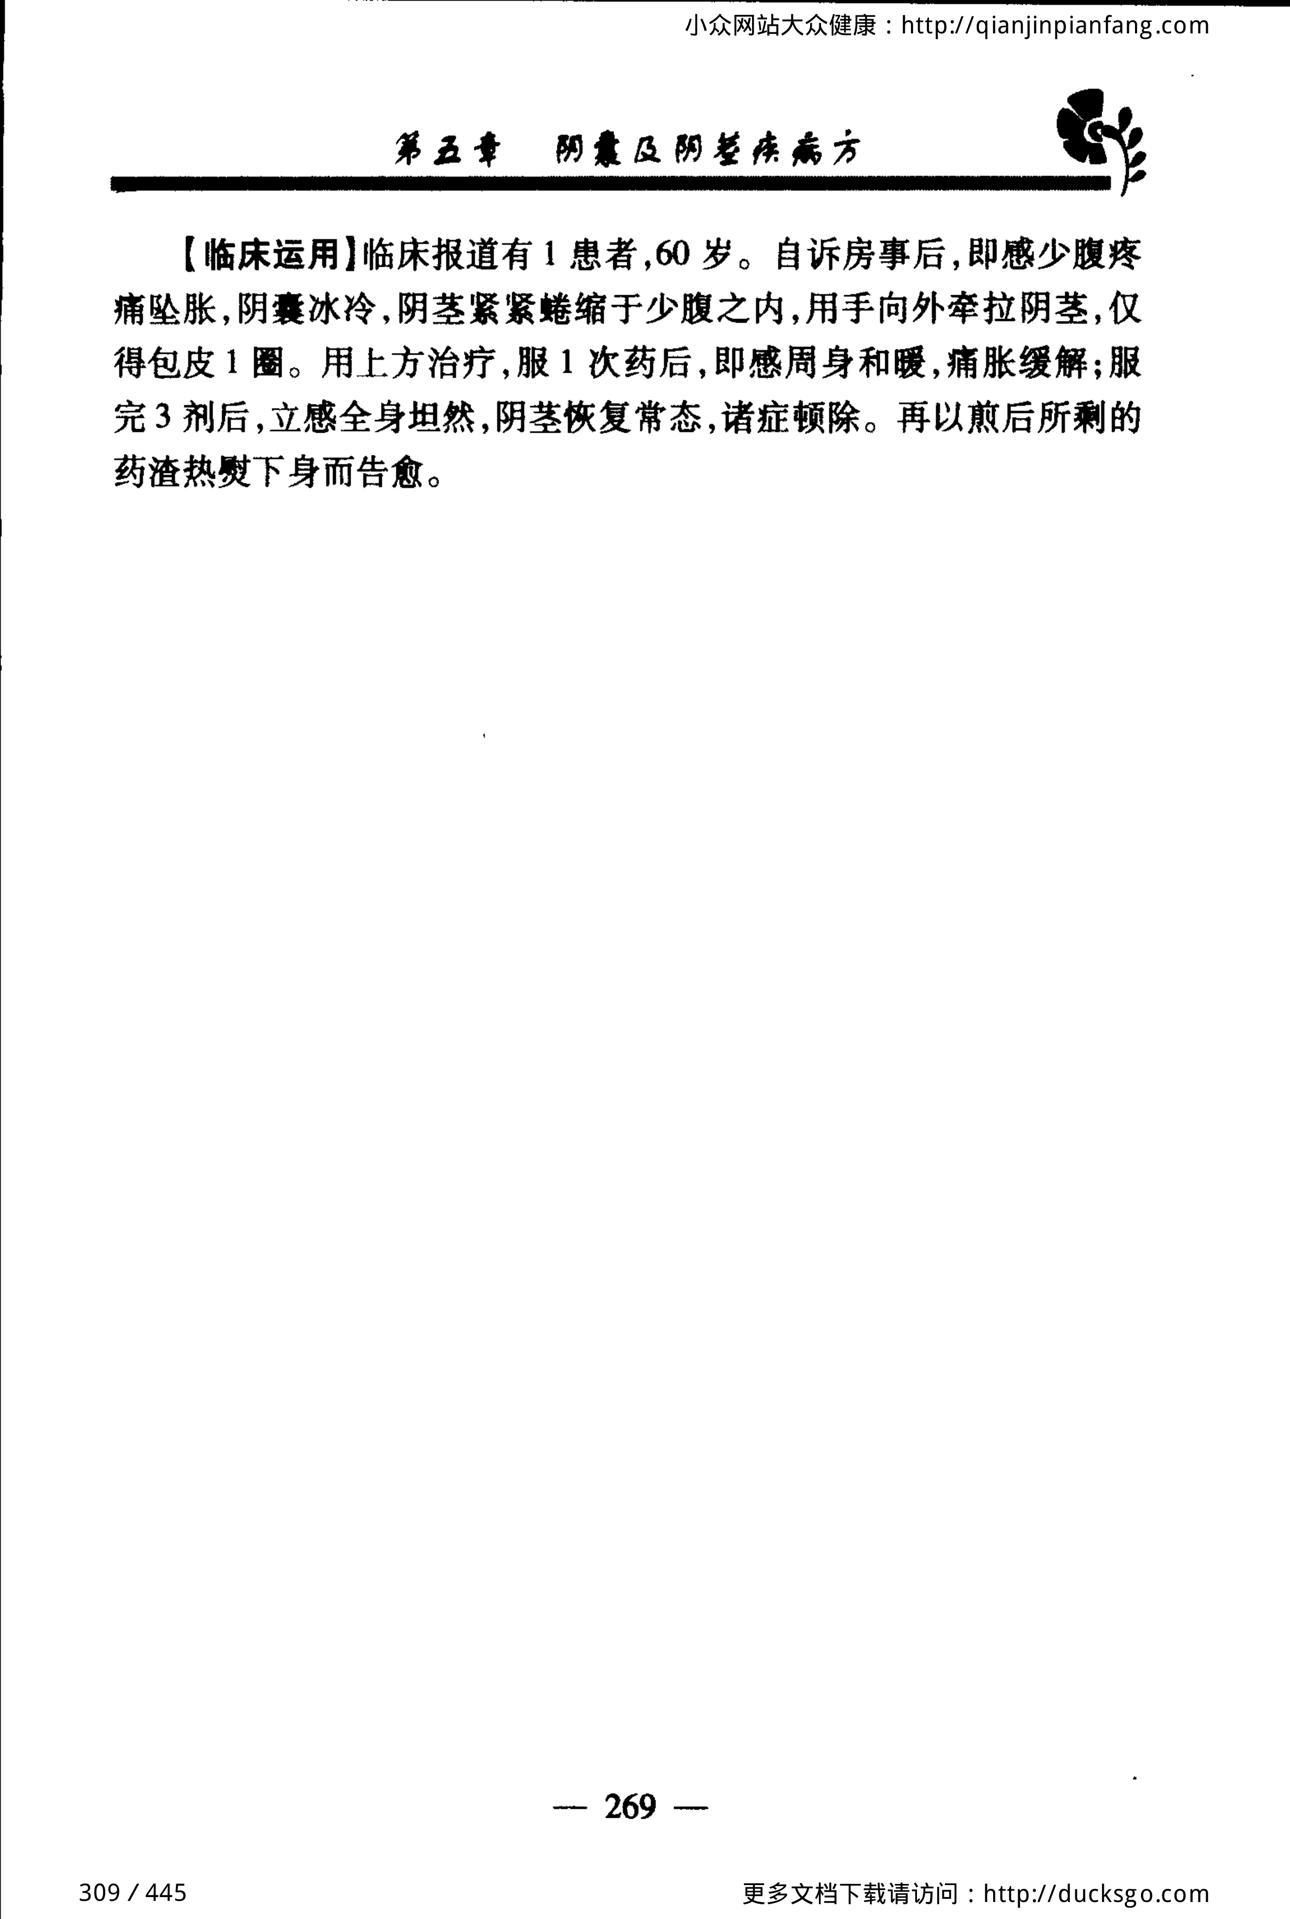 小众网站大众健康：http://qianjinpianfang.com
第五章 阴囊及阴茎疾病方
【临床运用】临床报道有1患者,60岁。自诉房事后,即感少腹疼
痛坠胀,阴囊冰冷,阴茎紧紧蜷缩于少腹之内,用手向外牵拉阴茎,仅
得包皮1圈。用上方治疗,服1次药后,即感周身和暖,痛胀缓解;服
完3剂后,立感全身坦然,阴茎恢复常态,诸症顿除。再以煎后所剩的
药渣热熨下身而告愈。
— 269 —
309 / 445
更多文档下载请访问：http://ducksgo.com